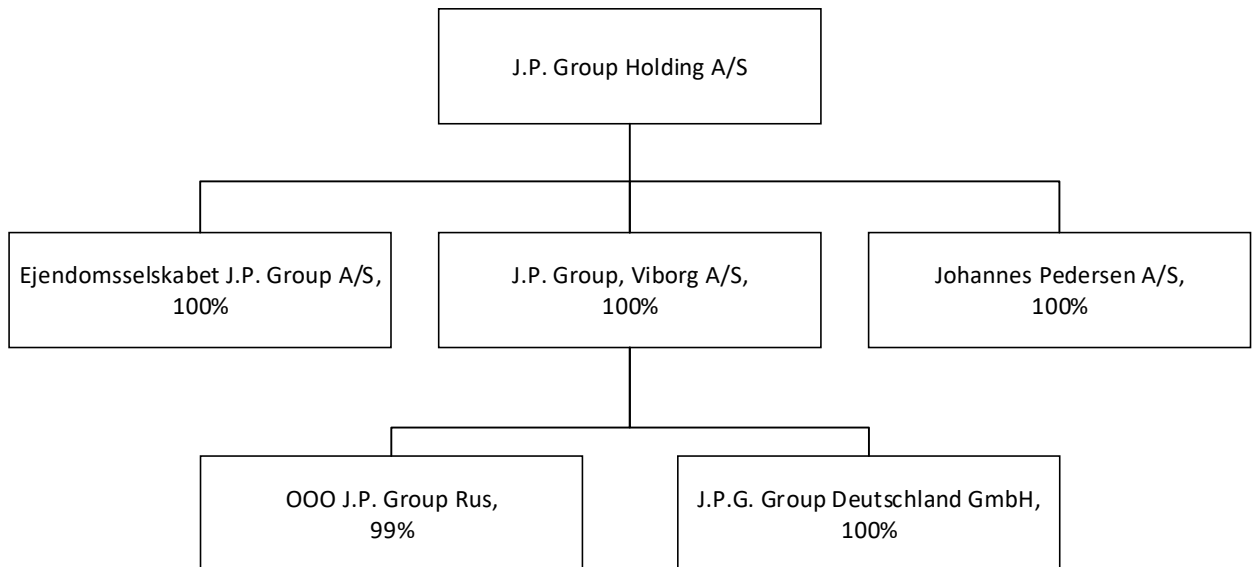 J.P. Group Holding A/S
Ejendomsselskabet J.P. Group A/S,
100%
J.P. Group, Viborg A/S,
100%
Johannes Pedersen A/S,
100%
OOO J.P. Group Rus,
99%
J.P.G. Group Deutschland GmbH,
100%